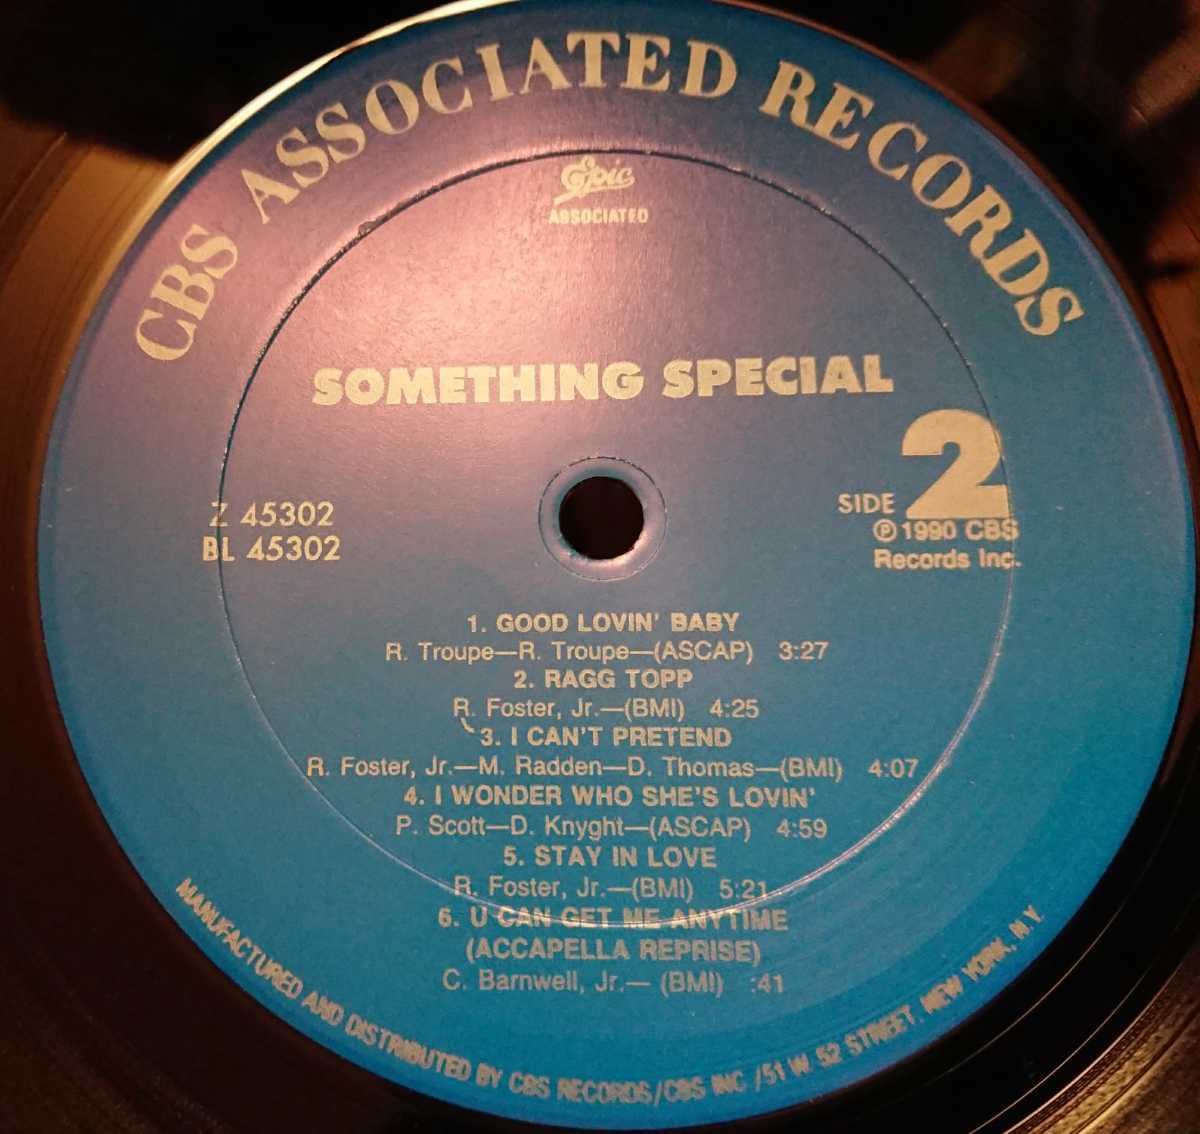 CBS ASSOCIATED RECORDS
Epic
ASSOCIATED
SOMETHING SPECIAL
Z 45302
BL 45302
SIDE 2
℗ 1990 CBS
Records Inc.
1. GOOD LOVIN' BABY
R. Troupe—R. Troupe—(ASCAP) 3:27
2. RAGG TOPP
R. Foster, Jr.—(BMI) 4:25
3. I CAN'T PRETEND
R. Foster, Jr.—M. Radden—D. Thomas—(BMI) 4:07
4. I WONDER WHO SHE'S LOVIN'
P. Scott—D. Knyght—(ASCAP) 4:59
5. STAY IN LOVE
R. Foster, Jr.—(BMI) 5:21
6. U CAN GET ME ANYTIME
(ACCAPELLA REPRISE)
C. Barnwell, Jr.— (BMI) :41
MANUFACTURED AND DISTRIBUTED BY CBS RECORDS/CBS INC /51 W. 52 STREET, NEW YORK, N.Y